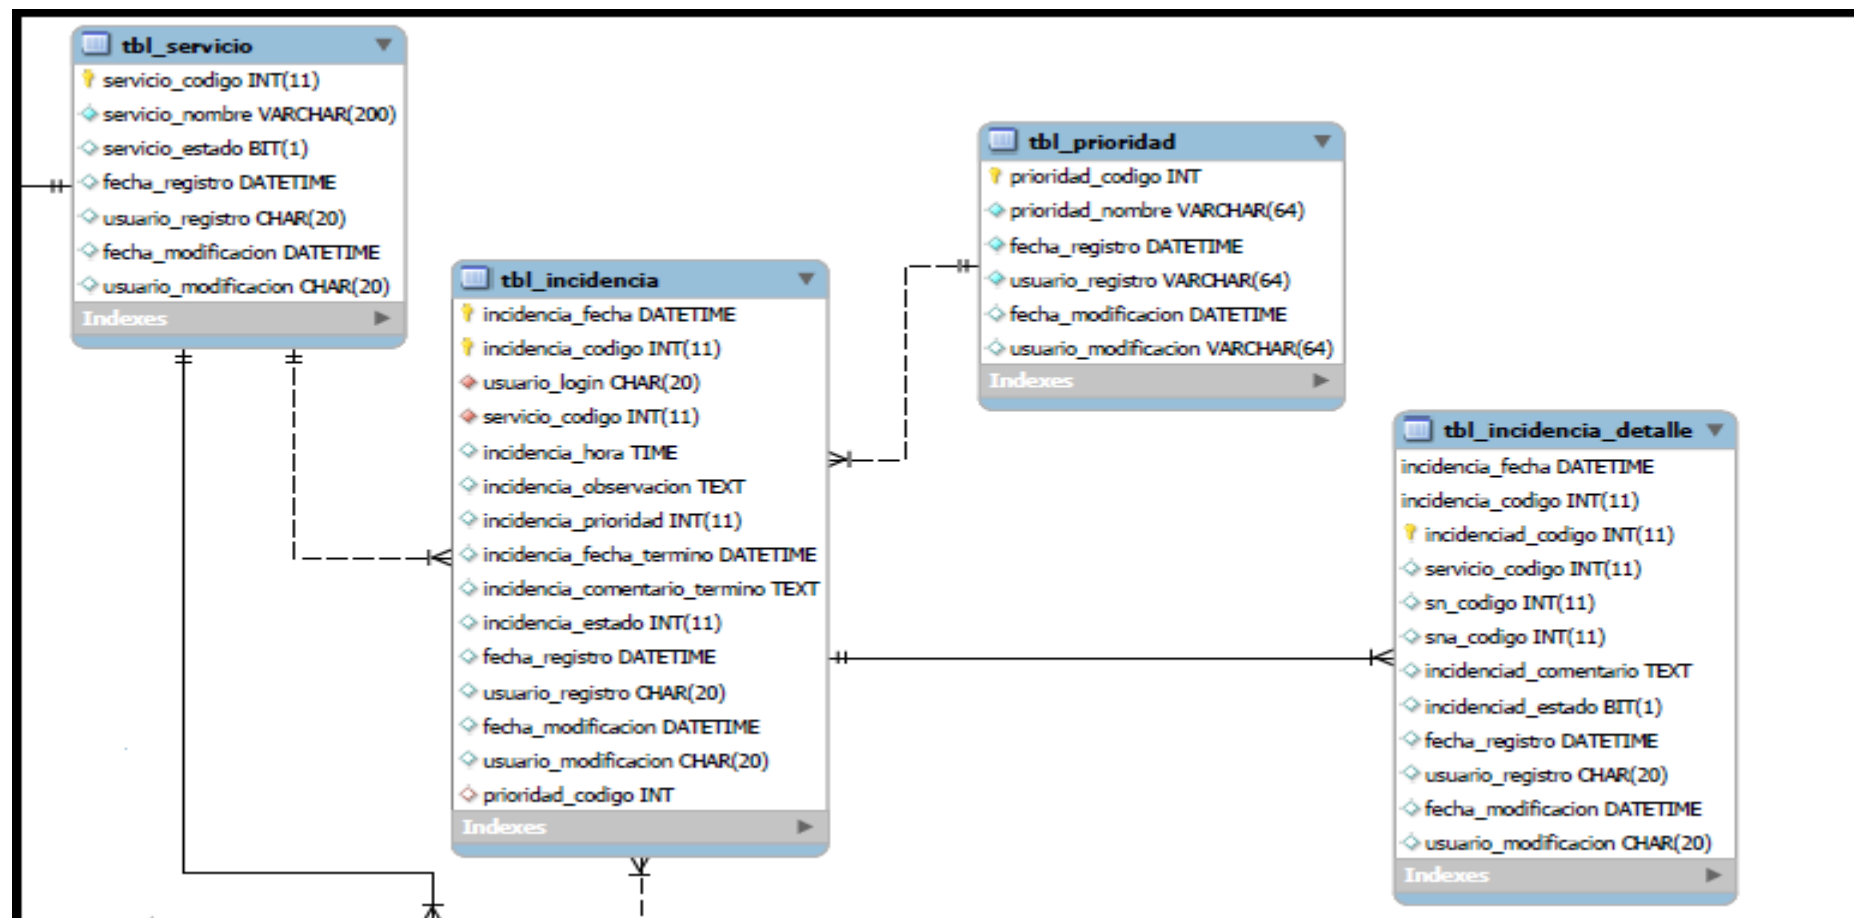 tbl_servicio
servicio_codigo INT(11)
servicio_nombre VARCHAR(200)
servicio_estado BIT(1)
fecha_registro DATETIME
usuario_registro CHAR(20)
fecha_modificacion DATETIME
usuario_modificacion CHAR(20)
Indexes
tbl_incidencia
incidencia_fecha DATETIME
incidencia_codigo INT(11)
usuario_login CHAR(20)
servicio_codigo INT(11)
incidencia_hora TIME
incidencia_observacion TEXT
incidencia_prioridad INT(11)
incidencia_fecha_termino DATETIME
incidencia_comentario_termino TEXT
incidencia_estado INT(11)
fecha_registro DATETIME
usuario_registro CHAR(20)
fecha_modificacion DATETIME
usuario_modificacion CHAR(20)
prioridad_codigo INT
Indexes
tbl_prioridad
prioridad_codigo INT
prioridad_nombre VARCHAR(64)
fecha_registro DATETIME
usuario_registro VARCHAR(64)
fecha_modificacion DATETIME
usuario_modificacion VARCHAR(64)
Indexes
tbl_incidencia_detalle
incidencia_fecha DATETIME
incidencia_codigo INT(11)
incidenciad_codigo INT(11)
servicio_codigo INT(11)
sn_codigo INT(11)
sna_codigo INT(11)
incidenciad_comentario TEXT
incidenciad_estado BIT(1)
fecha_registro DATETIME
usuario_registro CHAR(20)
fecha_modificacion DATETIME
usuario_modificacion CHAR(20)
Indexes